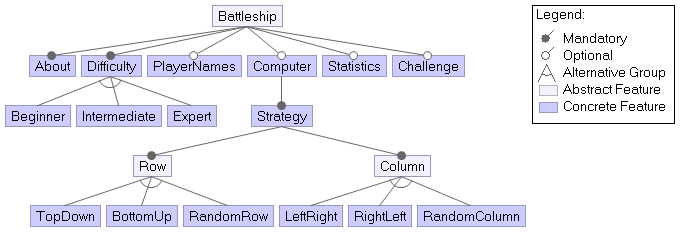 Battleship
About Difficulty PlayerNames Computer Statistics Challenge
Beginner Intermediate Expert Strategy
Row Column
TopDown BottomUp RandomRow LeftRight RightLeft RandomColumn
Legend:
Mandatory
Optional
Alternative Group
Abstract Feature
Concrete Feature